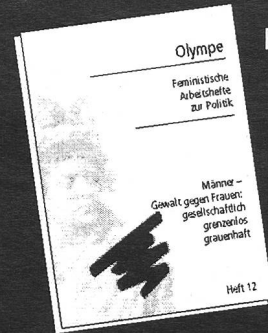 Olympe
Feministische
Arbeitshefte
zur Politik
Männer –
Gewalt gegen Frauen:
gesellschaftlich
grenzenlos
grauenhaft
Heft 12